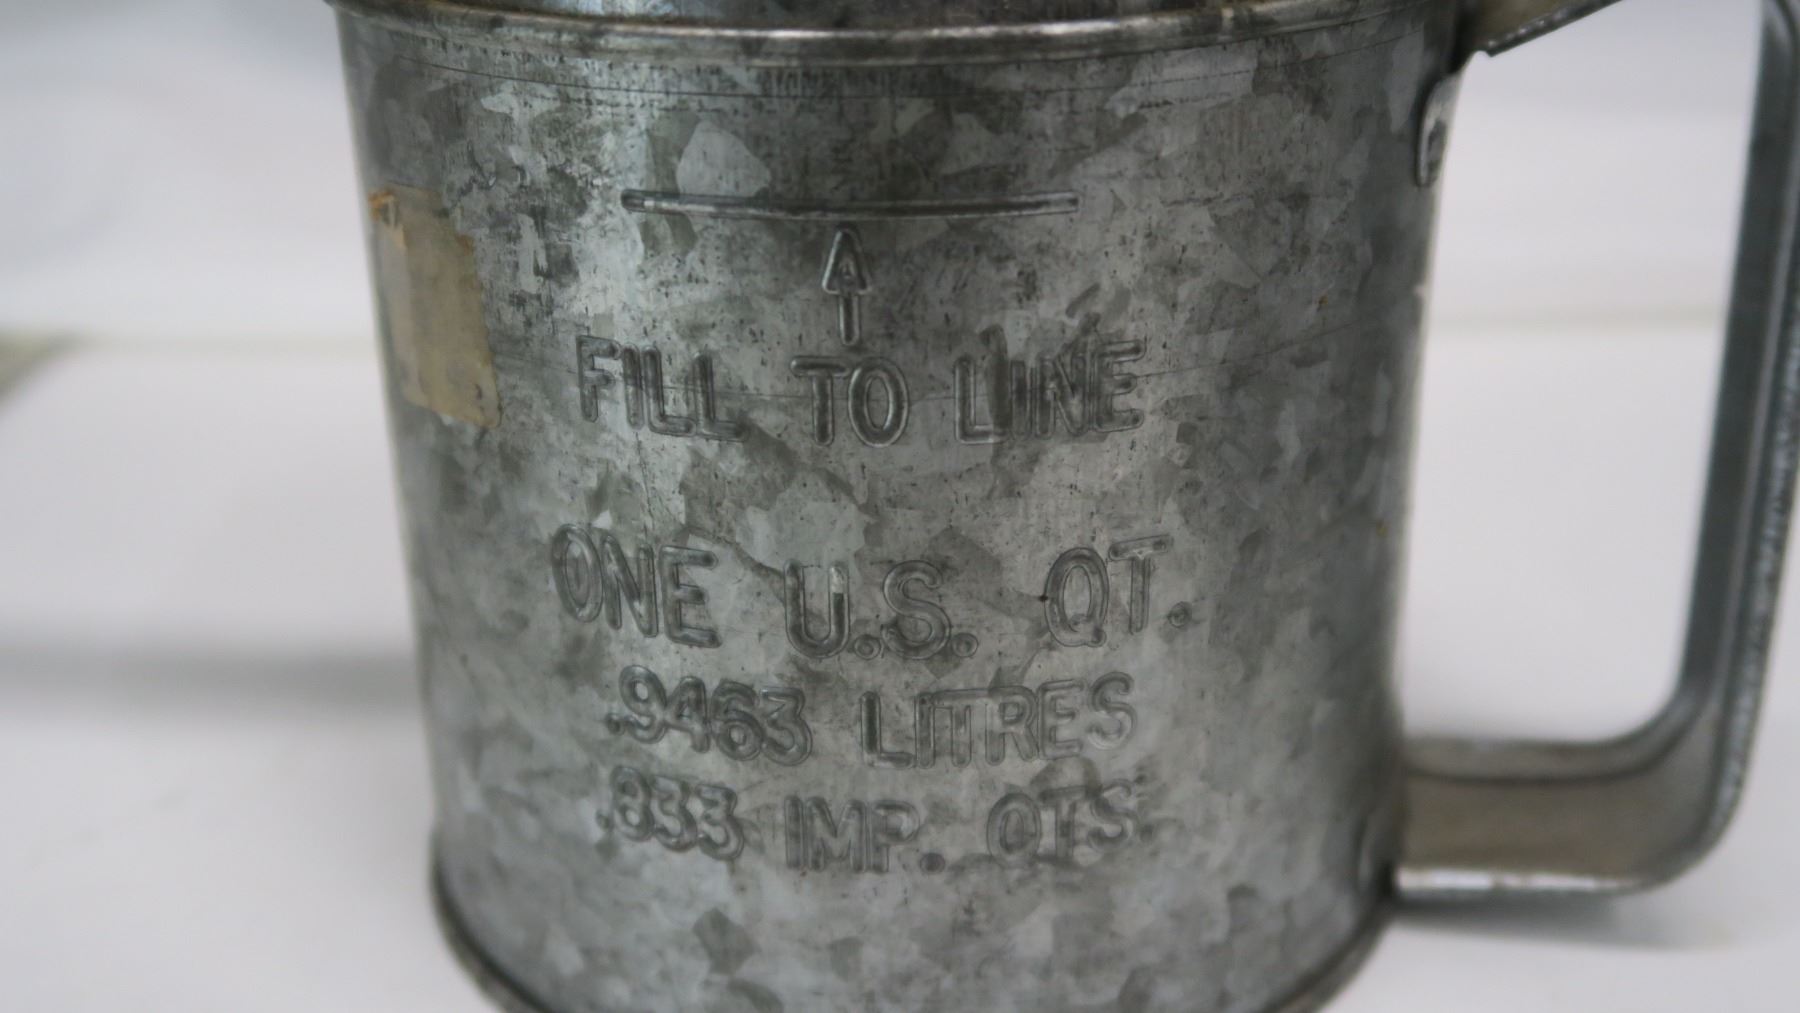 FILL TO LINE
ONE U.S. QT.
.9463 LITRES
.833 IMP. QTS.